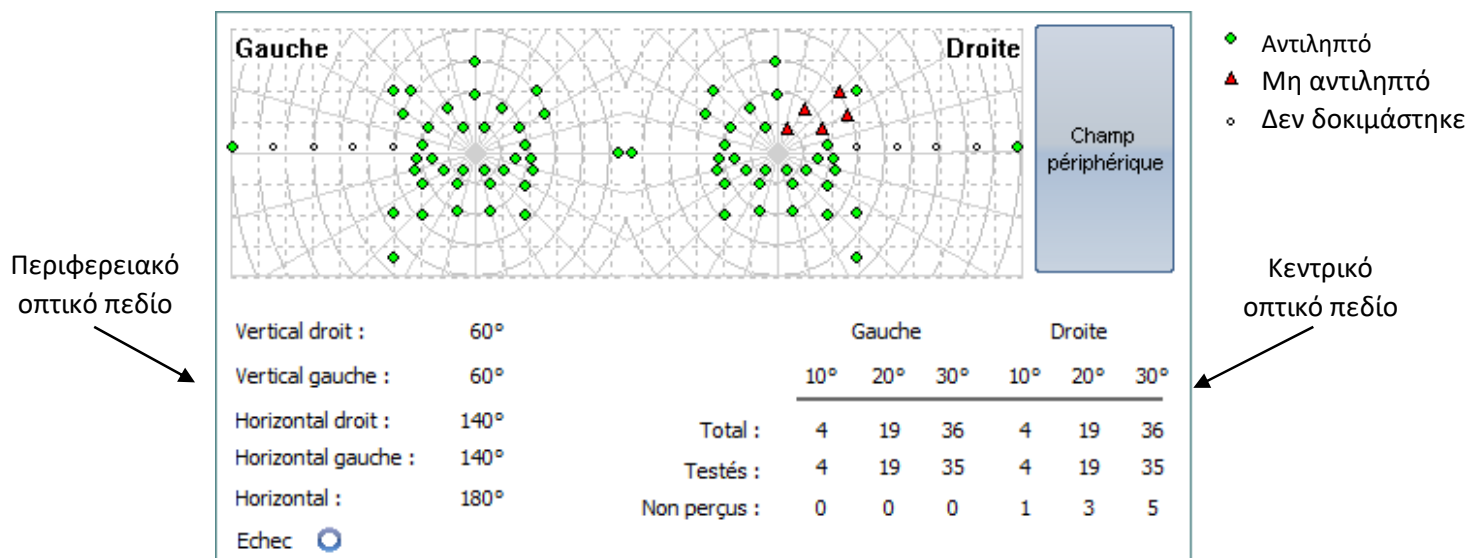 Gauche
Droite
Champ
périphérique
Αντιληπτό
Μη αντιληπτό
Δεν δοκιμάστηκε
Περιφερειακό
οπτικό πεδίο
Κεντρικό
οπτικό πεδίο
Vertical droit : 60°
Vertical gauche : 60°
Horizontal droit : 140°
Horizontal gauche : 140°
Horizontal : 180°
Echec
Gauche Droite
10° 20° 30° 10° 20° 30°
Total : 4 19 36 4 19 36
Testés : 4 19 35 4 19 35
Non perçus : 0 0 0 1 3 5